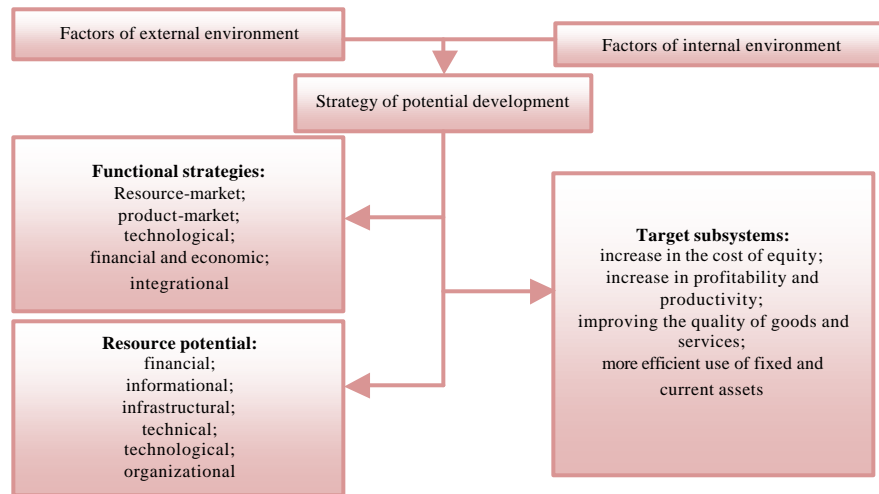 Factors of external environment
Factors of internal environment
Strategy of potential development
Functional strategies:
Resource-market;
product-market;
technological;
financial and economic;
integrational
Target subsystems:
increase in the cost of equity;
increase in profitability and
productivity;
improving the quality of goods and
services;
more efficient use of fixed and
current assets
Resource potential:
financial;
informational;
infrastructural;
technical;
technological;
organizational